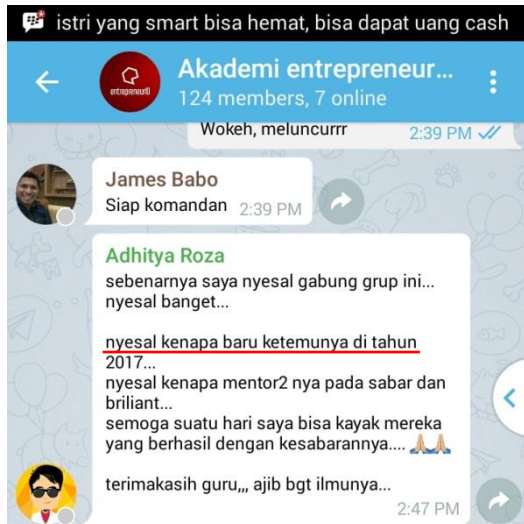 istri yang smart bisa hemat, bisa dapat uang cash
Akademi entrepreneur...
124 members, 7 online
entrepreneurID
Wokeh, meluncurrr
2:39 PM
James Babo
Siap komandan 2:39 PM
Adhitya Roza
sebenarnya saya nyesal gabung grup ini...
nyesal banget...
nyesal kenapa baru ketemunya di tahun
2017...
nyesal kenapa mentor2 nya pada sabar dan
briliant...
semoga suatu hari saya bisa kayak mereka
yang berhasil dengan kesabarannya.... 🙏🙏
terimakasih guru,,, ajib bgt ilmunya...
2:47 PM